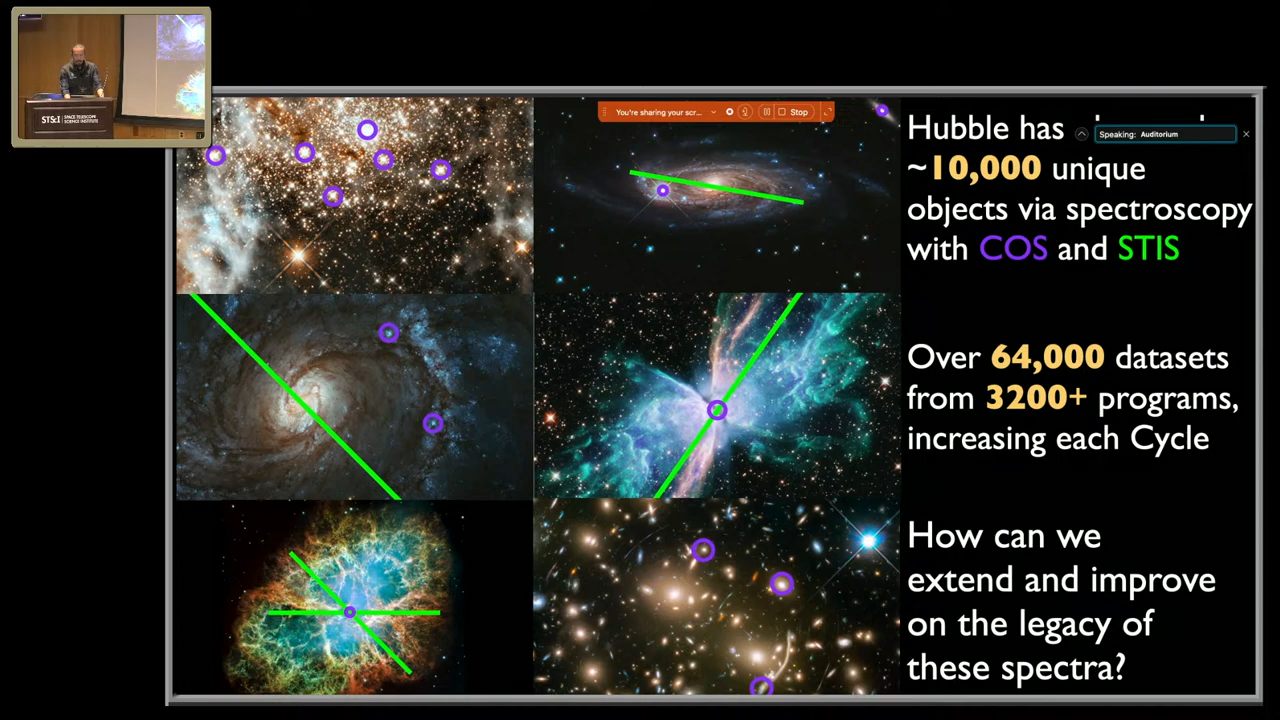 STScI SPACE TELESCOPE
SCIENCE INSTITUTE
You're sharing your scr...
Stop
Speaking: Auditorium
Hubble has
~10,000 unique
objects via spectroscopy
with COS and STIS
Over 64,000 datasets
from 3200+ programs,
increasing each Cycle
How can we
extend and improve
on the legacy of
these spectra?